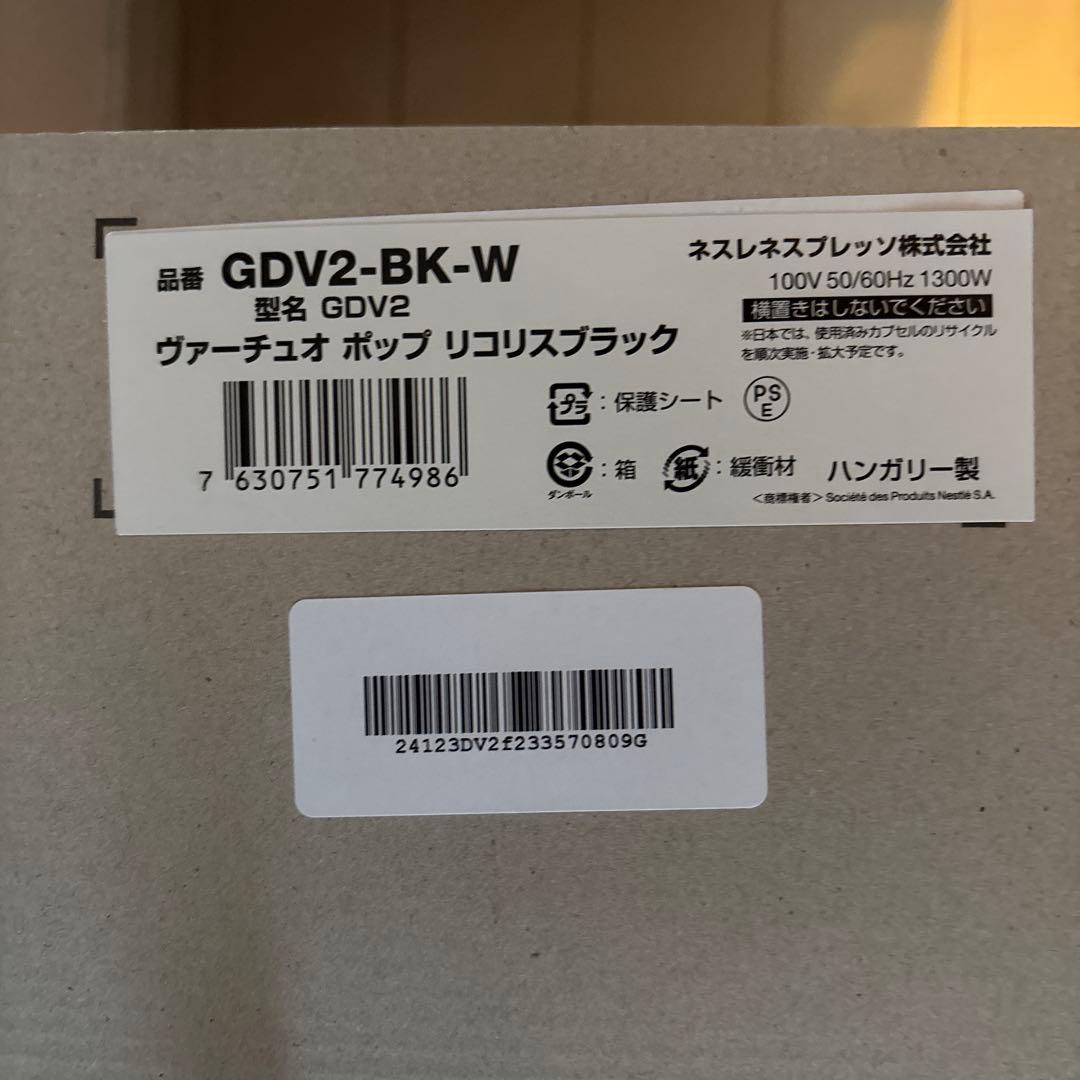 品番 GDV2-BK-W
型名 GDV2
ヴァーチュオ ポップ リコリスブラック
7 630751 774986
ネスレネスプレッソ株式会社
100V 50/60Hz 1300W
横置きはしないでください
※日本では、使用済みカプセルのリサイクル
を順次実施・拡大予定です。
プラ : 保護シート
PS
E
ダンボール : 箱
紙 : 緩衝材
ハンガリー製
<商標権者> Société des Produits Nestlé S.A.
24123DV2f233570809G